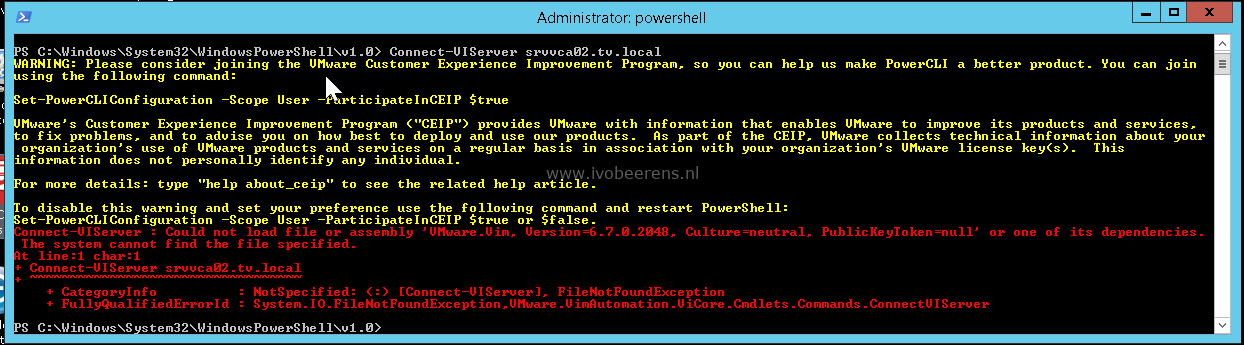 Administrator: powershell
PS C:\Windows\System32\WindowsPowerShell\v1.0> Connect-VIServer srvvca02.tv.local
WARNING: Please consider joining the VMware Customer Experience Improvement Program, so you can help us make PowerCLI a better product. You can join
using the following command:
Set-PowerCLIConfiguration -Scope User -ParticipateInCEIP $true
VMware's Customer Experience Improvement Program ("CEIP") provides VMware with information that enables VMware to improve its products and services,
to fix problems, and to advise you on how best to deploy and use our products.  As part of the CEIP, VMware collects technical information about your
organization's use of VMware products and services on a regular basis in association with your organization's VMware license key(s).  This
information does not personally identify any individual.
www.ivobeerens.nl
For more details: type "help about_ceip" to see the related help article.
To disable this warning and set your preference use the following command and restart PowerShell:
Set-PowerCLIConfiguration -Scope User -ParticipateInCEIP $true or $false.
Connect-VIServer : Could not load file or assembly 'VMware.Vim, Version=6.7.0.2048, Culture=neutral, PublicKeyToken=null' or one of its dependencies.
The system cannot find the file specified.
At line:1 char:1
+ Connect-VIServer srvvca02.tv.local
+ ~~~~~~~~~~~~~~~~~~~~~~~~~~~~~~~~~~
+ CategoryInfo          : NotSpecified: (:) [Connect-VIServer], FileNotFoundException
+ FullyQualifiedErrorId : System.IO.FileNotFoundException,VMware.VimAutomation.ViCore.Cmdlets.Commands.ConnectVIServer
PS C:\Windows\System32\WindowsPowerShell\v1.0>